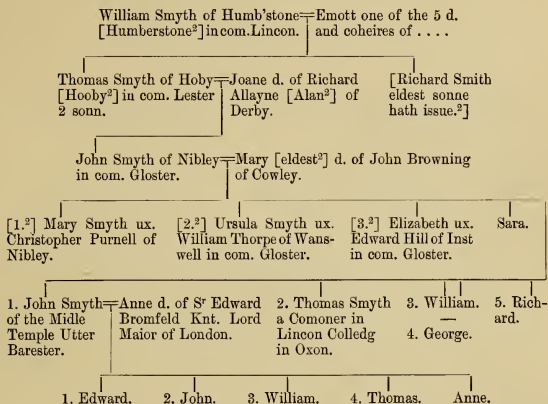 William Smyth of Humb'stone=Emott one of the 5 d.
[Humberstone²] in com. Lincon. and coheires of . . . .
Thomas Smyth of Hoby=Joane d. of Richard
[Hooby²] in com. Lester Allayne [Alan²] of
2 sonn. Derby.
[Richard Smith
eldest sonne
hath issue.²]
John Smyth of Nibley=Mary [eldest²] d. of John Browning
in com. Gloster. of Cowley.
[1.²] Mary Smyth ux.
Christopher Purnell of
Nibley.
[2.²] Ursula Smyth ux.
William Thorpe of Wans-
well in com. Gloster.
[3.²] Elizabeth ux.
Edward Hill of Inst
in com. Gloster.
Sara.
1. John Smyth=Anne d. of Sʳ Edward
of the Midle Bromfeld Knt. Lord
Temple Utter Maior of London.
Barester.
2. Thomas Smyth
a Comoner in
Lincon Colledg
in Oxon.
3. William.
—
4. George.
5. Rich-
ard.
1. Edward. 2. John. 3. William. 4. Thomas. Anne.